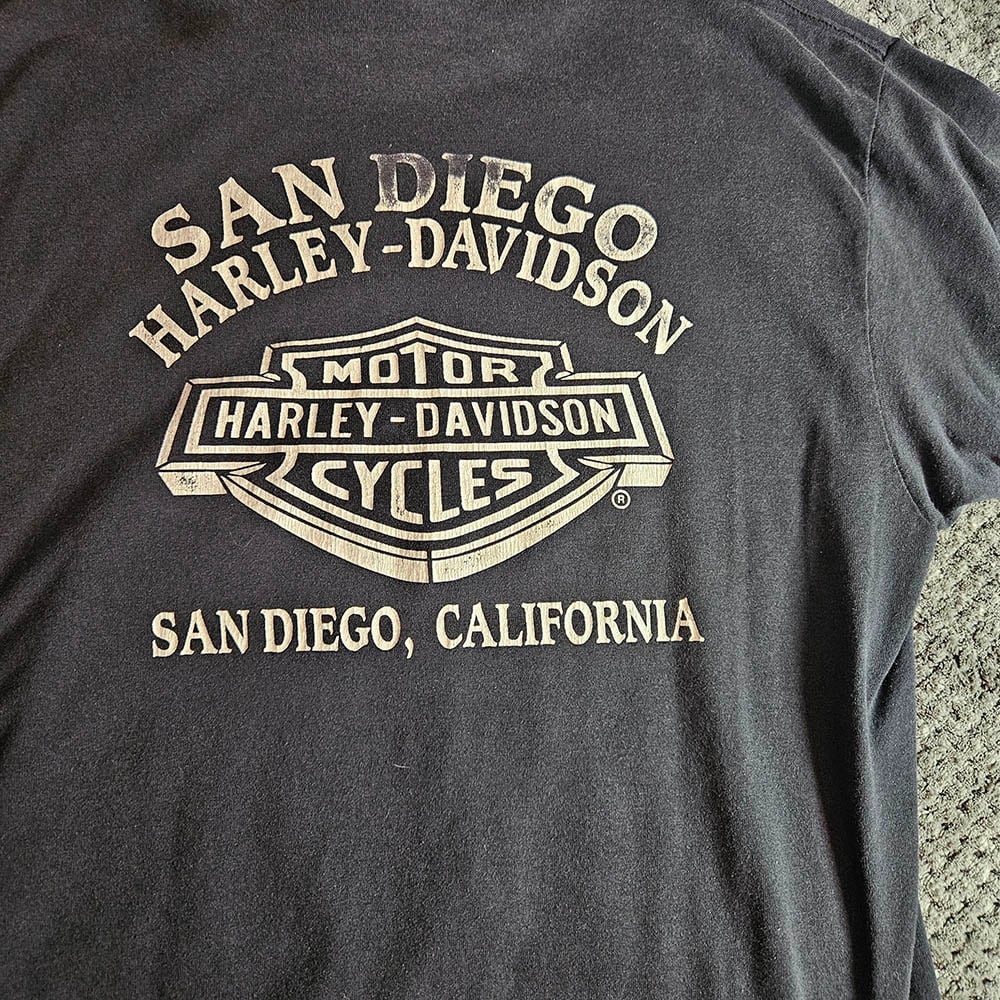 SAN DIEGO
HARLEY-DAVIDSON
MOTOR
HARLEY-DAVIDSON
CYCLES
®
SAN DIEGO, CALIFORNIA